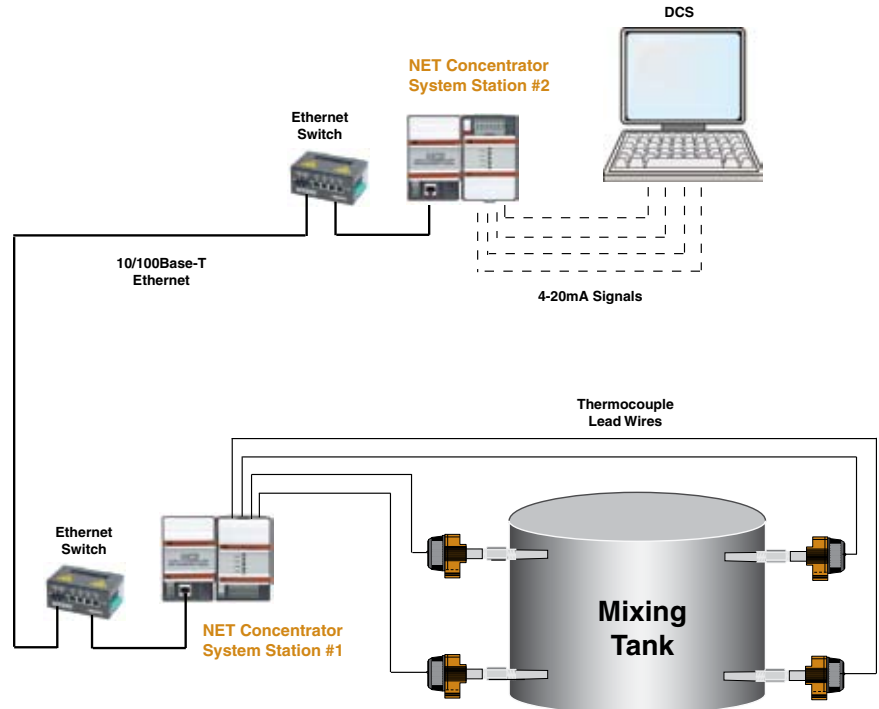 DCS
NET Concentrator
System Station #2
Ethernet
Switch
10/100Base-T
Ethernet
4-20mA Signals
Thermocouple
Lead Wires
Ethernet
Switch
NET Concentrator
System Station #1
Mixing
Tank